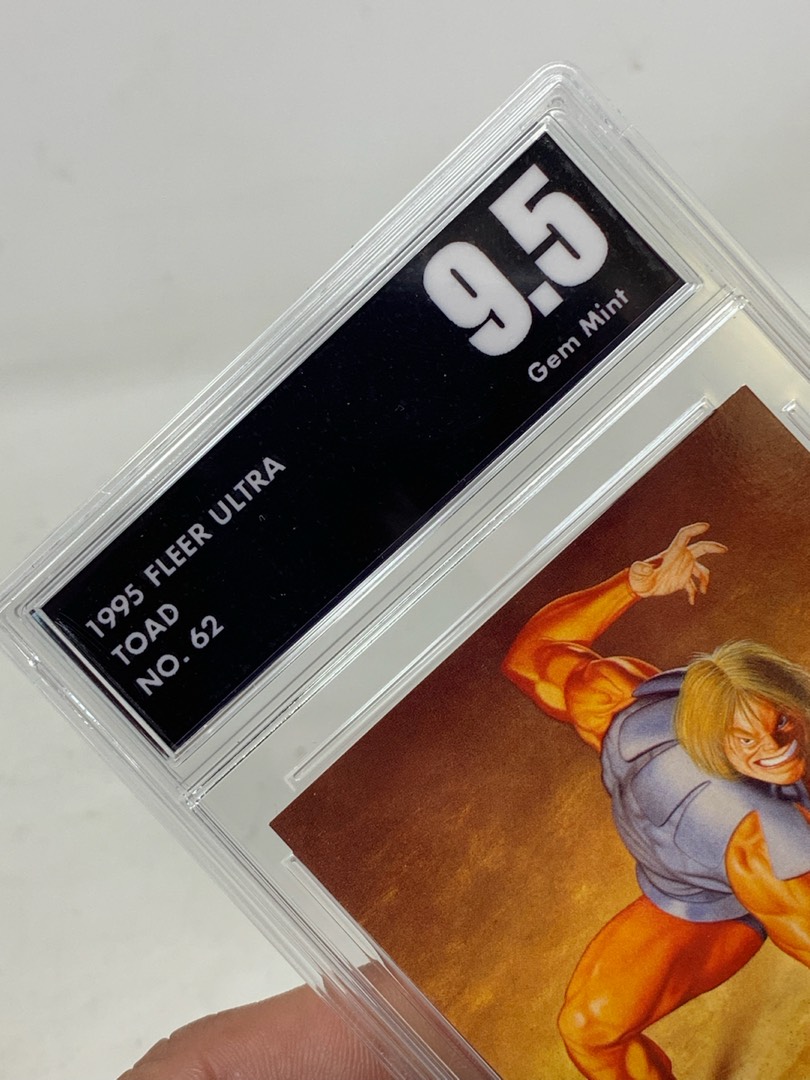 1995 FLEER ULTRA
TOAD
NO. 62
9.5
Gem Mint